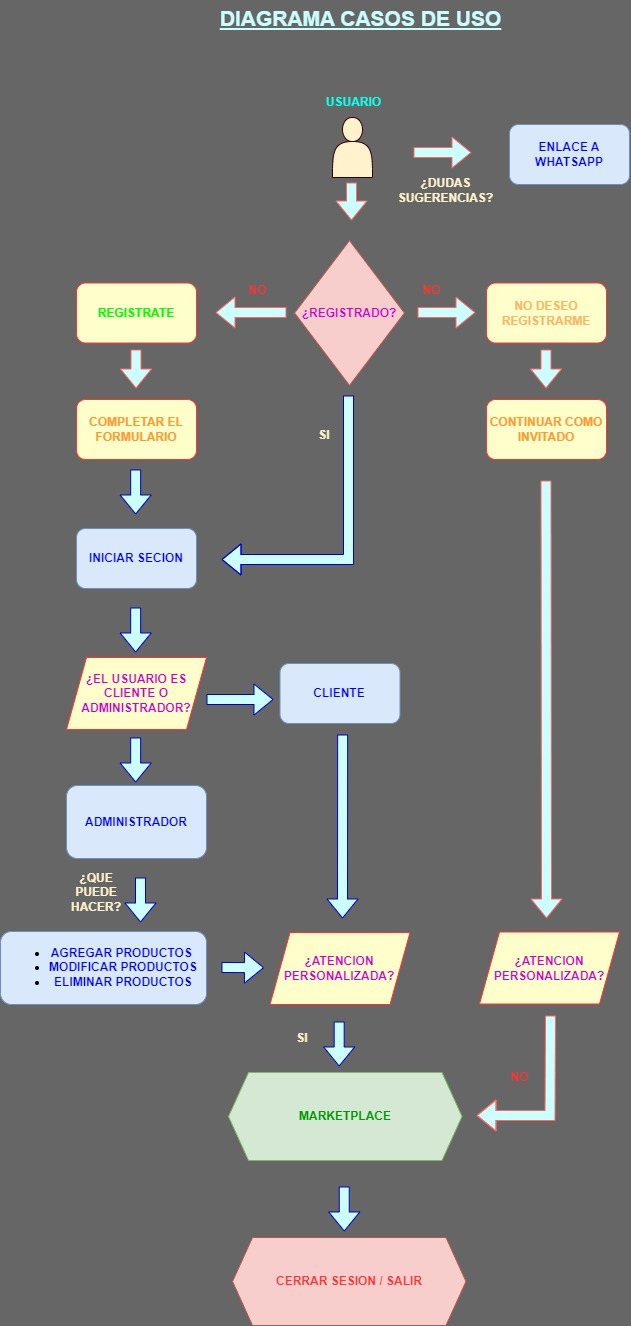 DIAGRAMA CASOS DE USO
USUARIO
ENLACE A
WHATSAPP
¿DUDAS
SUGERENCIAS?
NO
NO
REGISTRATE
¿REGISTRADO?
NO DESEO
REGISTRARME
COMPLETAR EL
FORMULARIO
SI
CONTINUAR COMO
INVITADO
INICIAR SECION
¿EL USUARIO ES
CLIENTE O
ADMINISTRADOR?
CLIENTE
ADMINISTRADOR
¿QUE
PUEDE
HACER?
• AGREGAR PRODUCTOS
• MODIFICAR PRODUCTOS
• ELIMINAR PRODUCTOS
¿ATENCION
PERSONALIZADA?
¿ATENCION
PERSONALIZADA?
SI
NO
MARKETPLACE
CERRAR SESION / SALIR